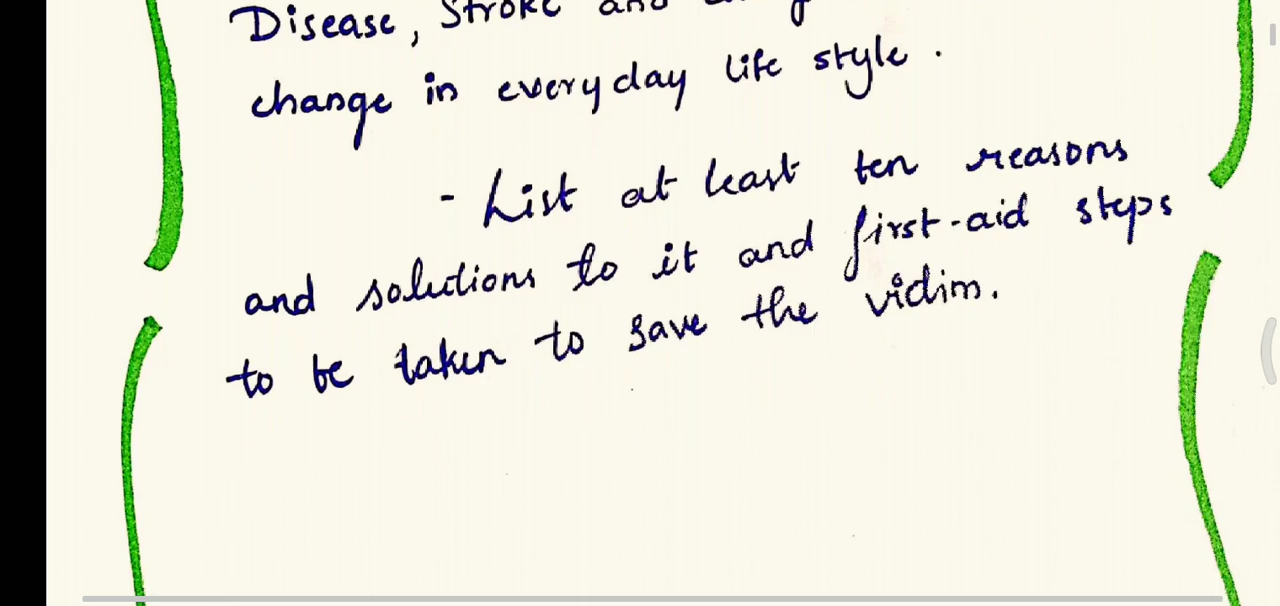 Disease, Stroke and
change in everyday life style.
- List at least ten reasons
and solutions to it and first-aid steps
to be taken to save the victim.